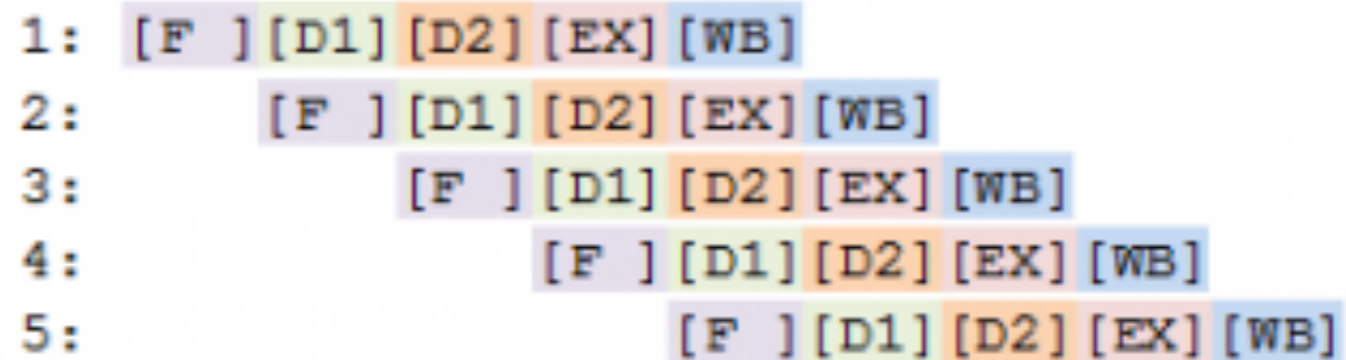 1: [F ][D1][D2][EX][WB]
2: [F ][D1][D2][EX][WB]
3: [F ][D1][D2][EX][WB]
4: [F ][D1][D2][EX][WB]
5: [F ][D1][D2][EX][WB]